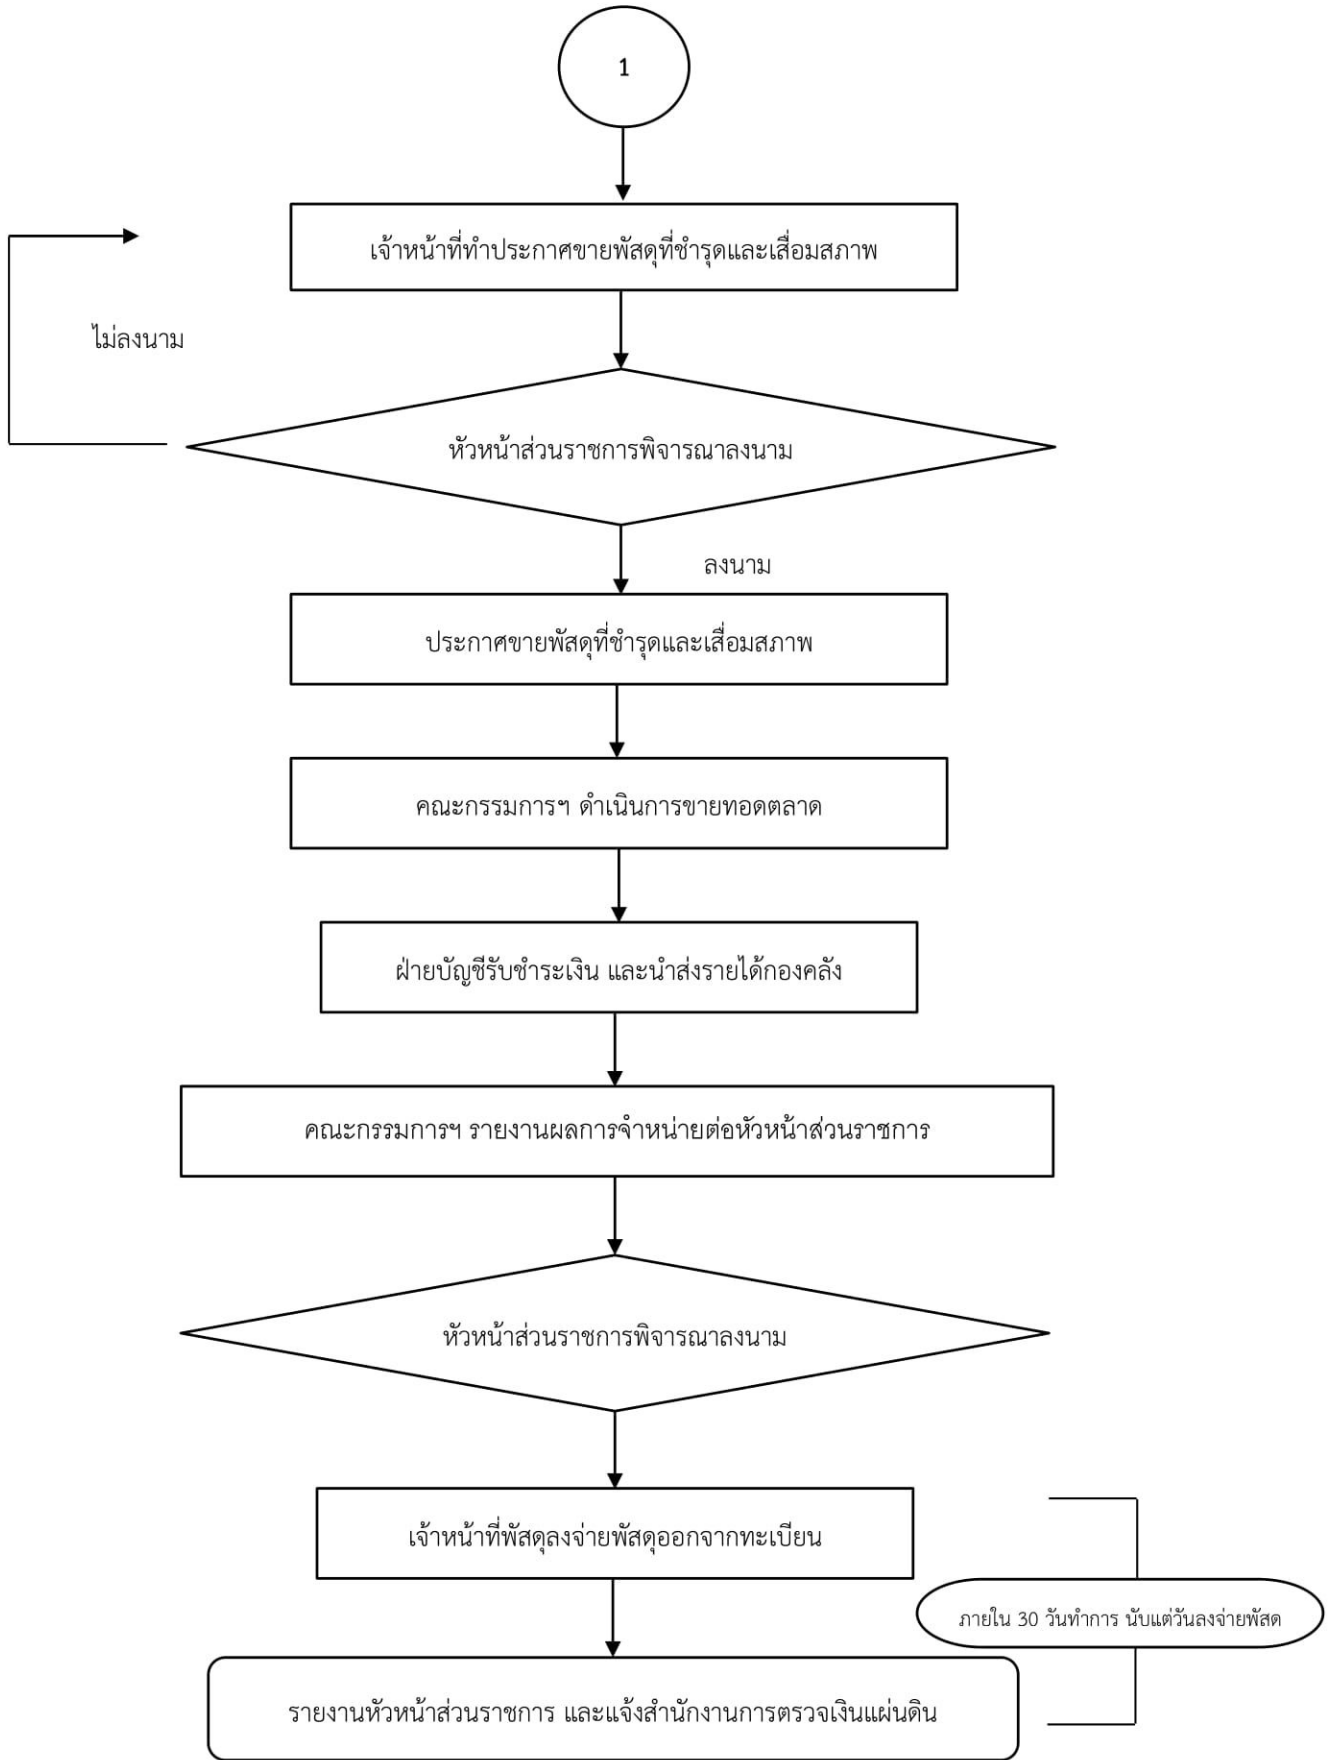 1
เจ้าหน้าที่ทำประกาศขายพัสดุที่ชำรุดและเสื่อมสภาพ
ไม่ลงนาม
หัวหน้าส่วนราชการพิจารณาลงนาม
ลงนาม
ประกาศขายพัสดุที่ชำรุดและเสื่อมสภาพ
คณะกรรมการฯ ดำเนินการขายทอดตลาด
ฝ่ายบัญชีรับชำระเงิน และนำส่งรายได้กองคลัง
คณะกรรมการฯ รายงานผลการจำหน่ายต่อหัวหน้าส่วนราชการ
หัวหน้าส่วนราชการพิจารณาลงนาม
เจ้าหน้าที่พัสดุลงจ่ายพัสดุออกจากทะเบียน
ภายใน 30 วันทำการ นับแต่วันลงจ่ายพัสด
รายงานหัวหน้าส่วนราชการ และแจ้งสำนักงานการตรวจเงินแผ่นดิน